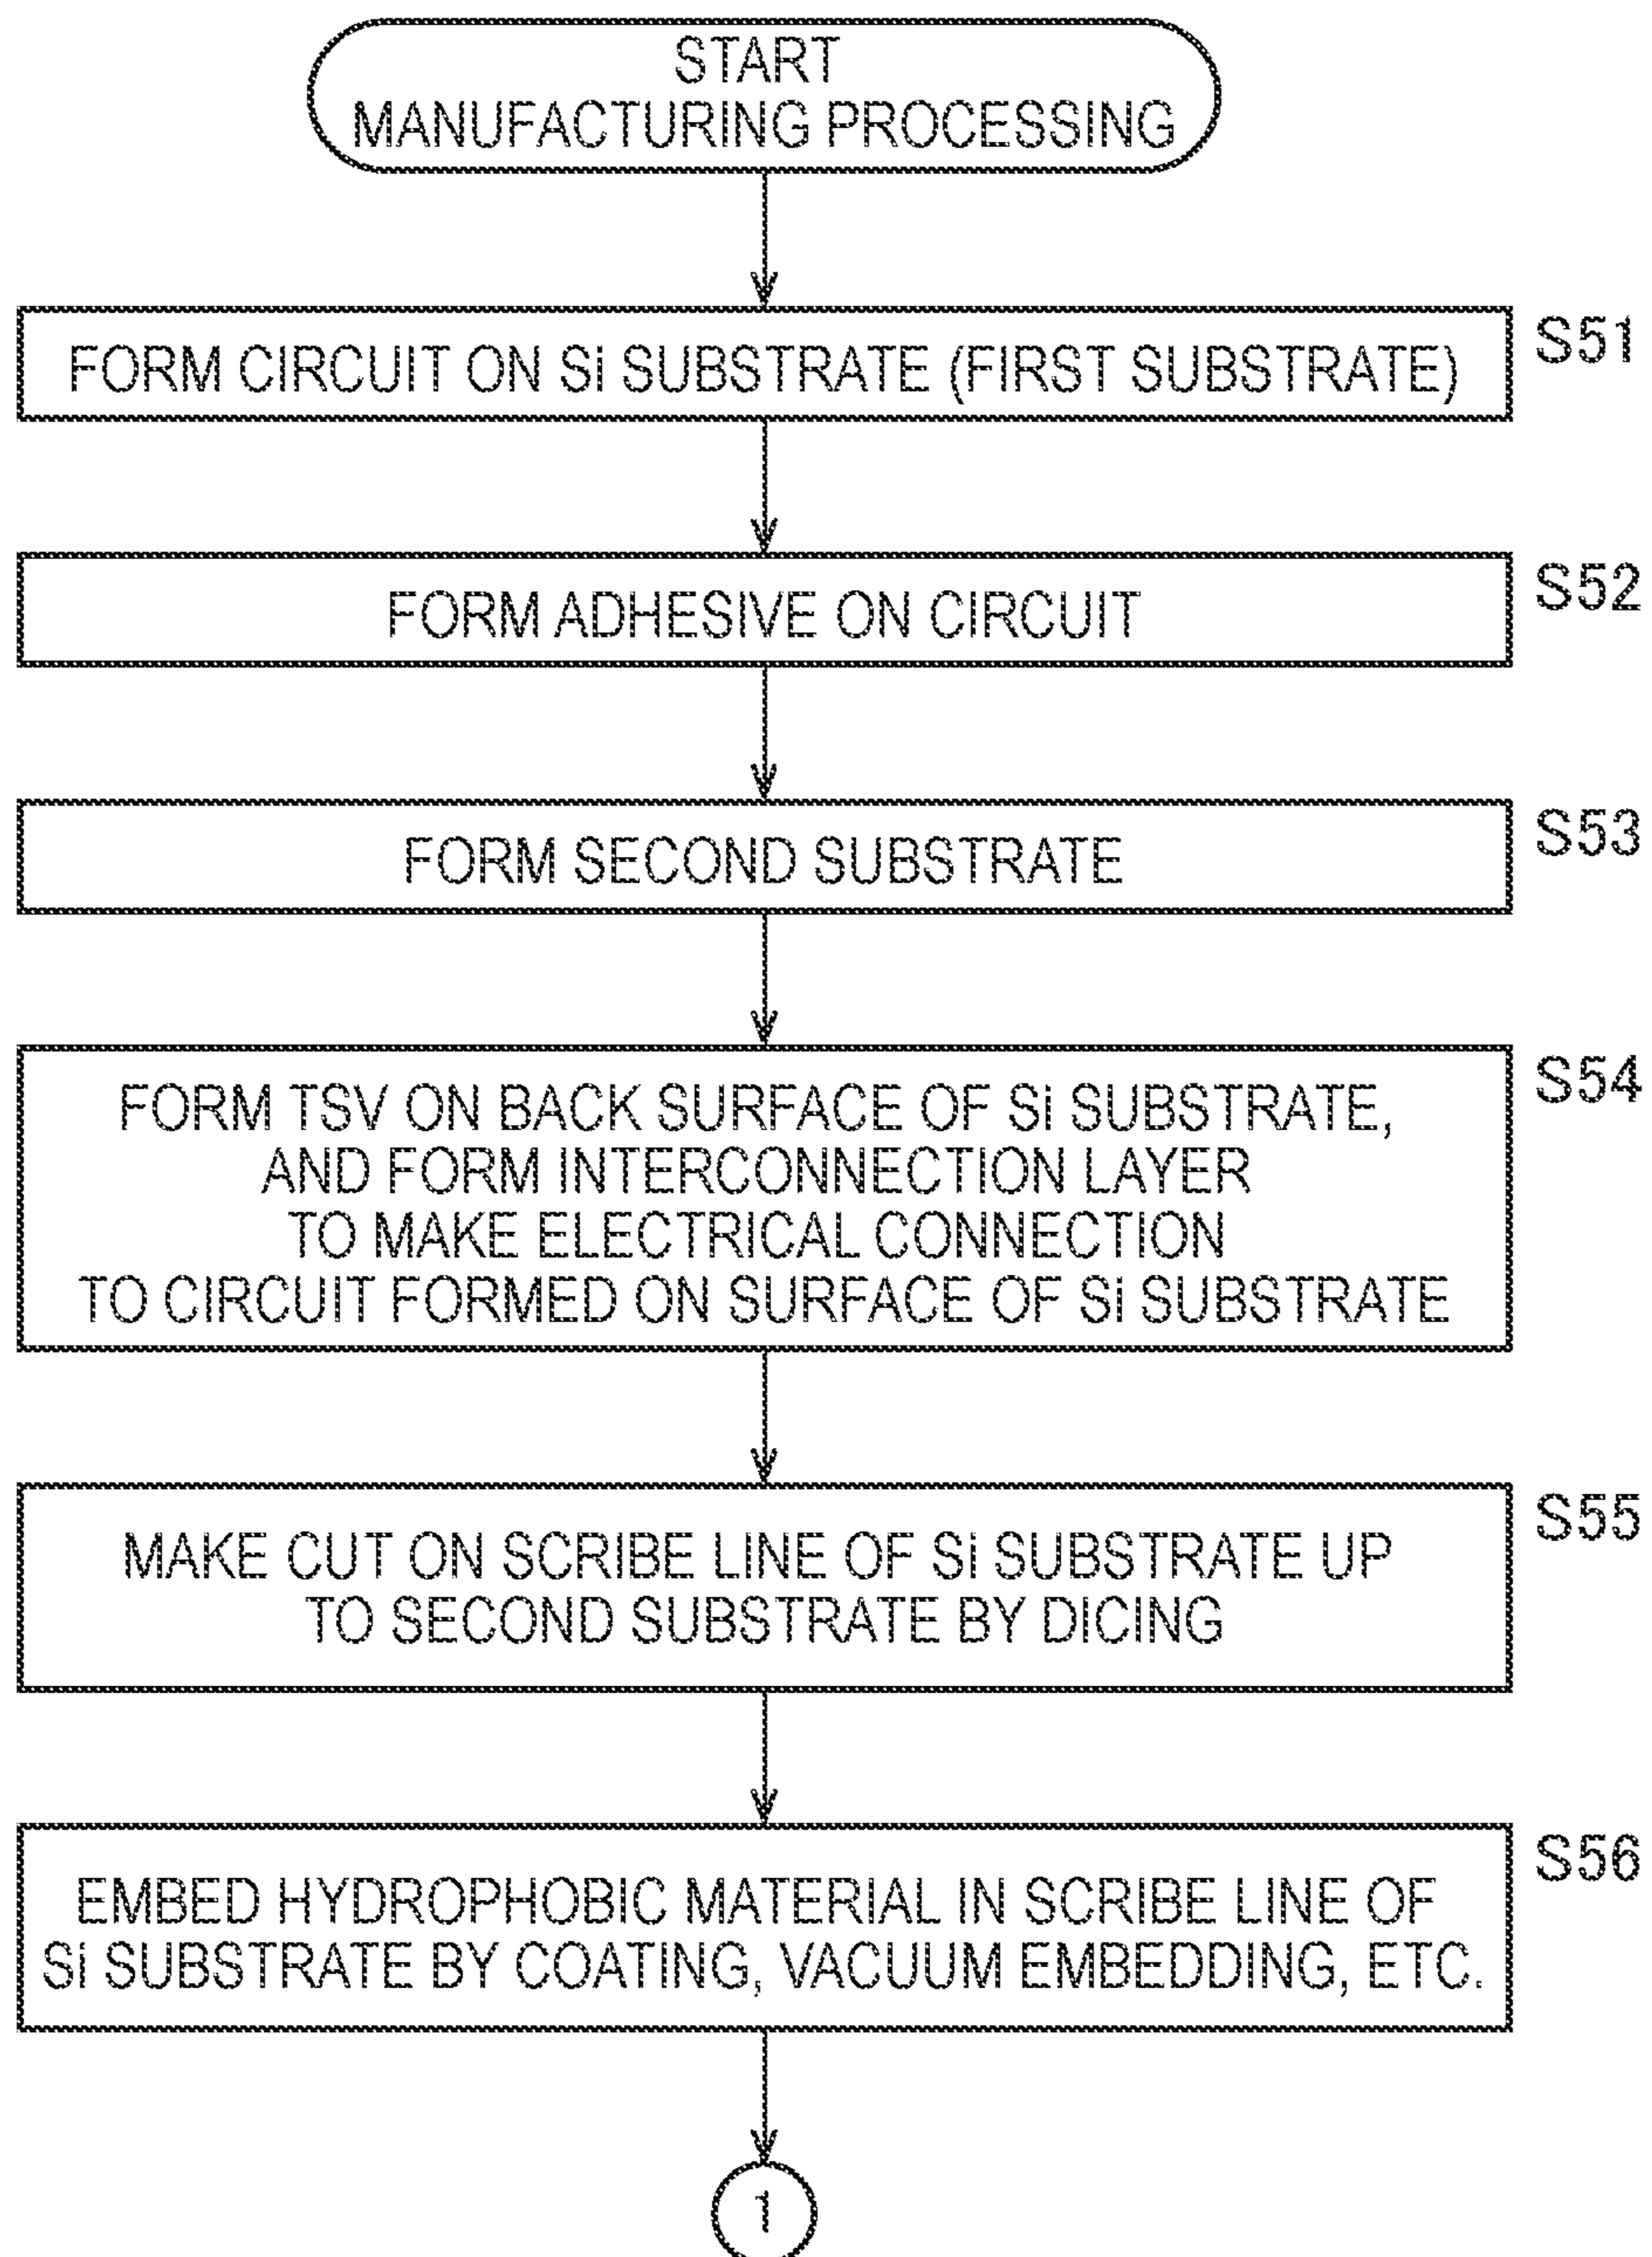 START
MANUFACTURING PROCESSING
FORM CIRCUIT ON Si SUBSTRATE (FIRST SUBSTRATE)
S51
FORM ADHESIVE ON CIRCUIT
S52
FORM SECOND SUBSTRATE
S53
FORM TSV ON BACK SURFACE OF Si SUBSTRATE,
AND FORM INTERCONNECTION LAYER
TO MAKE ELECTRICAL CONNECTION
TO CIRCUIT FORMED ON SURFACE OF Si SUBSTRATE
S54
MAKE CUT ON SCRIBE LINE OF Si SUBSTRATE UP
TO SECOND SUBSTRATE BY DICING
S55
EMBED HYDROPHOBIC MATERIAL IN SCRIBE LINE OF
Si SUBSTRATE BY COATING, VACUUM EMBEDDING, ETC.
S56
1